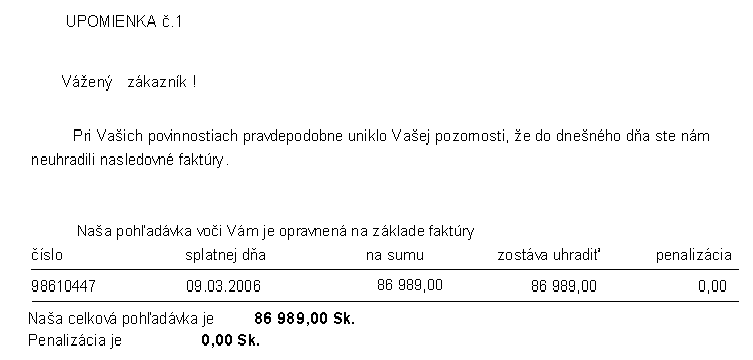 UPOMIENKA č.1
Vážený zákazník !
Pri Vašich povinnostiach pravdepodobne uniklo Vašej pozornosti, že do dnešného dňa ste nám
neuhradili nasledovné faktúry.
Naša pohľadávka voči Vám je opravnená na základe faktúry
číslo splatnej dňa na sumu zostáva uhradiť penalizácia
98610447 09.03.2006 86 989,00 86 989,00 0,00
Naša celková pohľadávka je 86 989,00 Sk.
Penalizácia je 0,00 Sk.